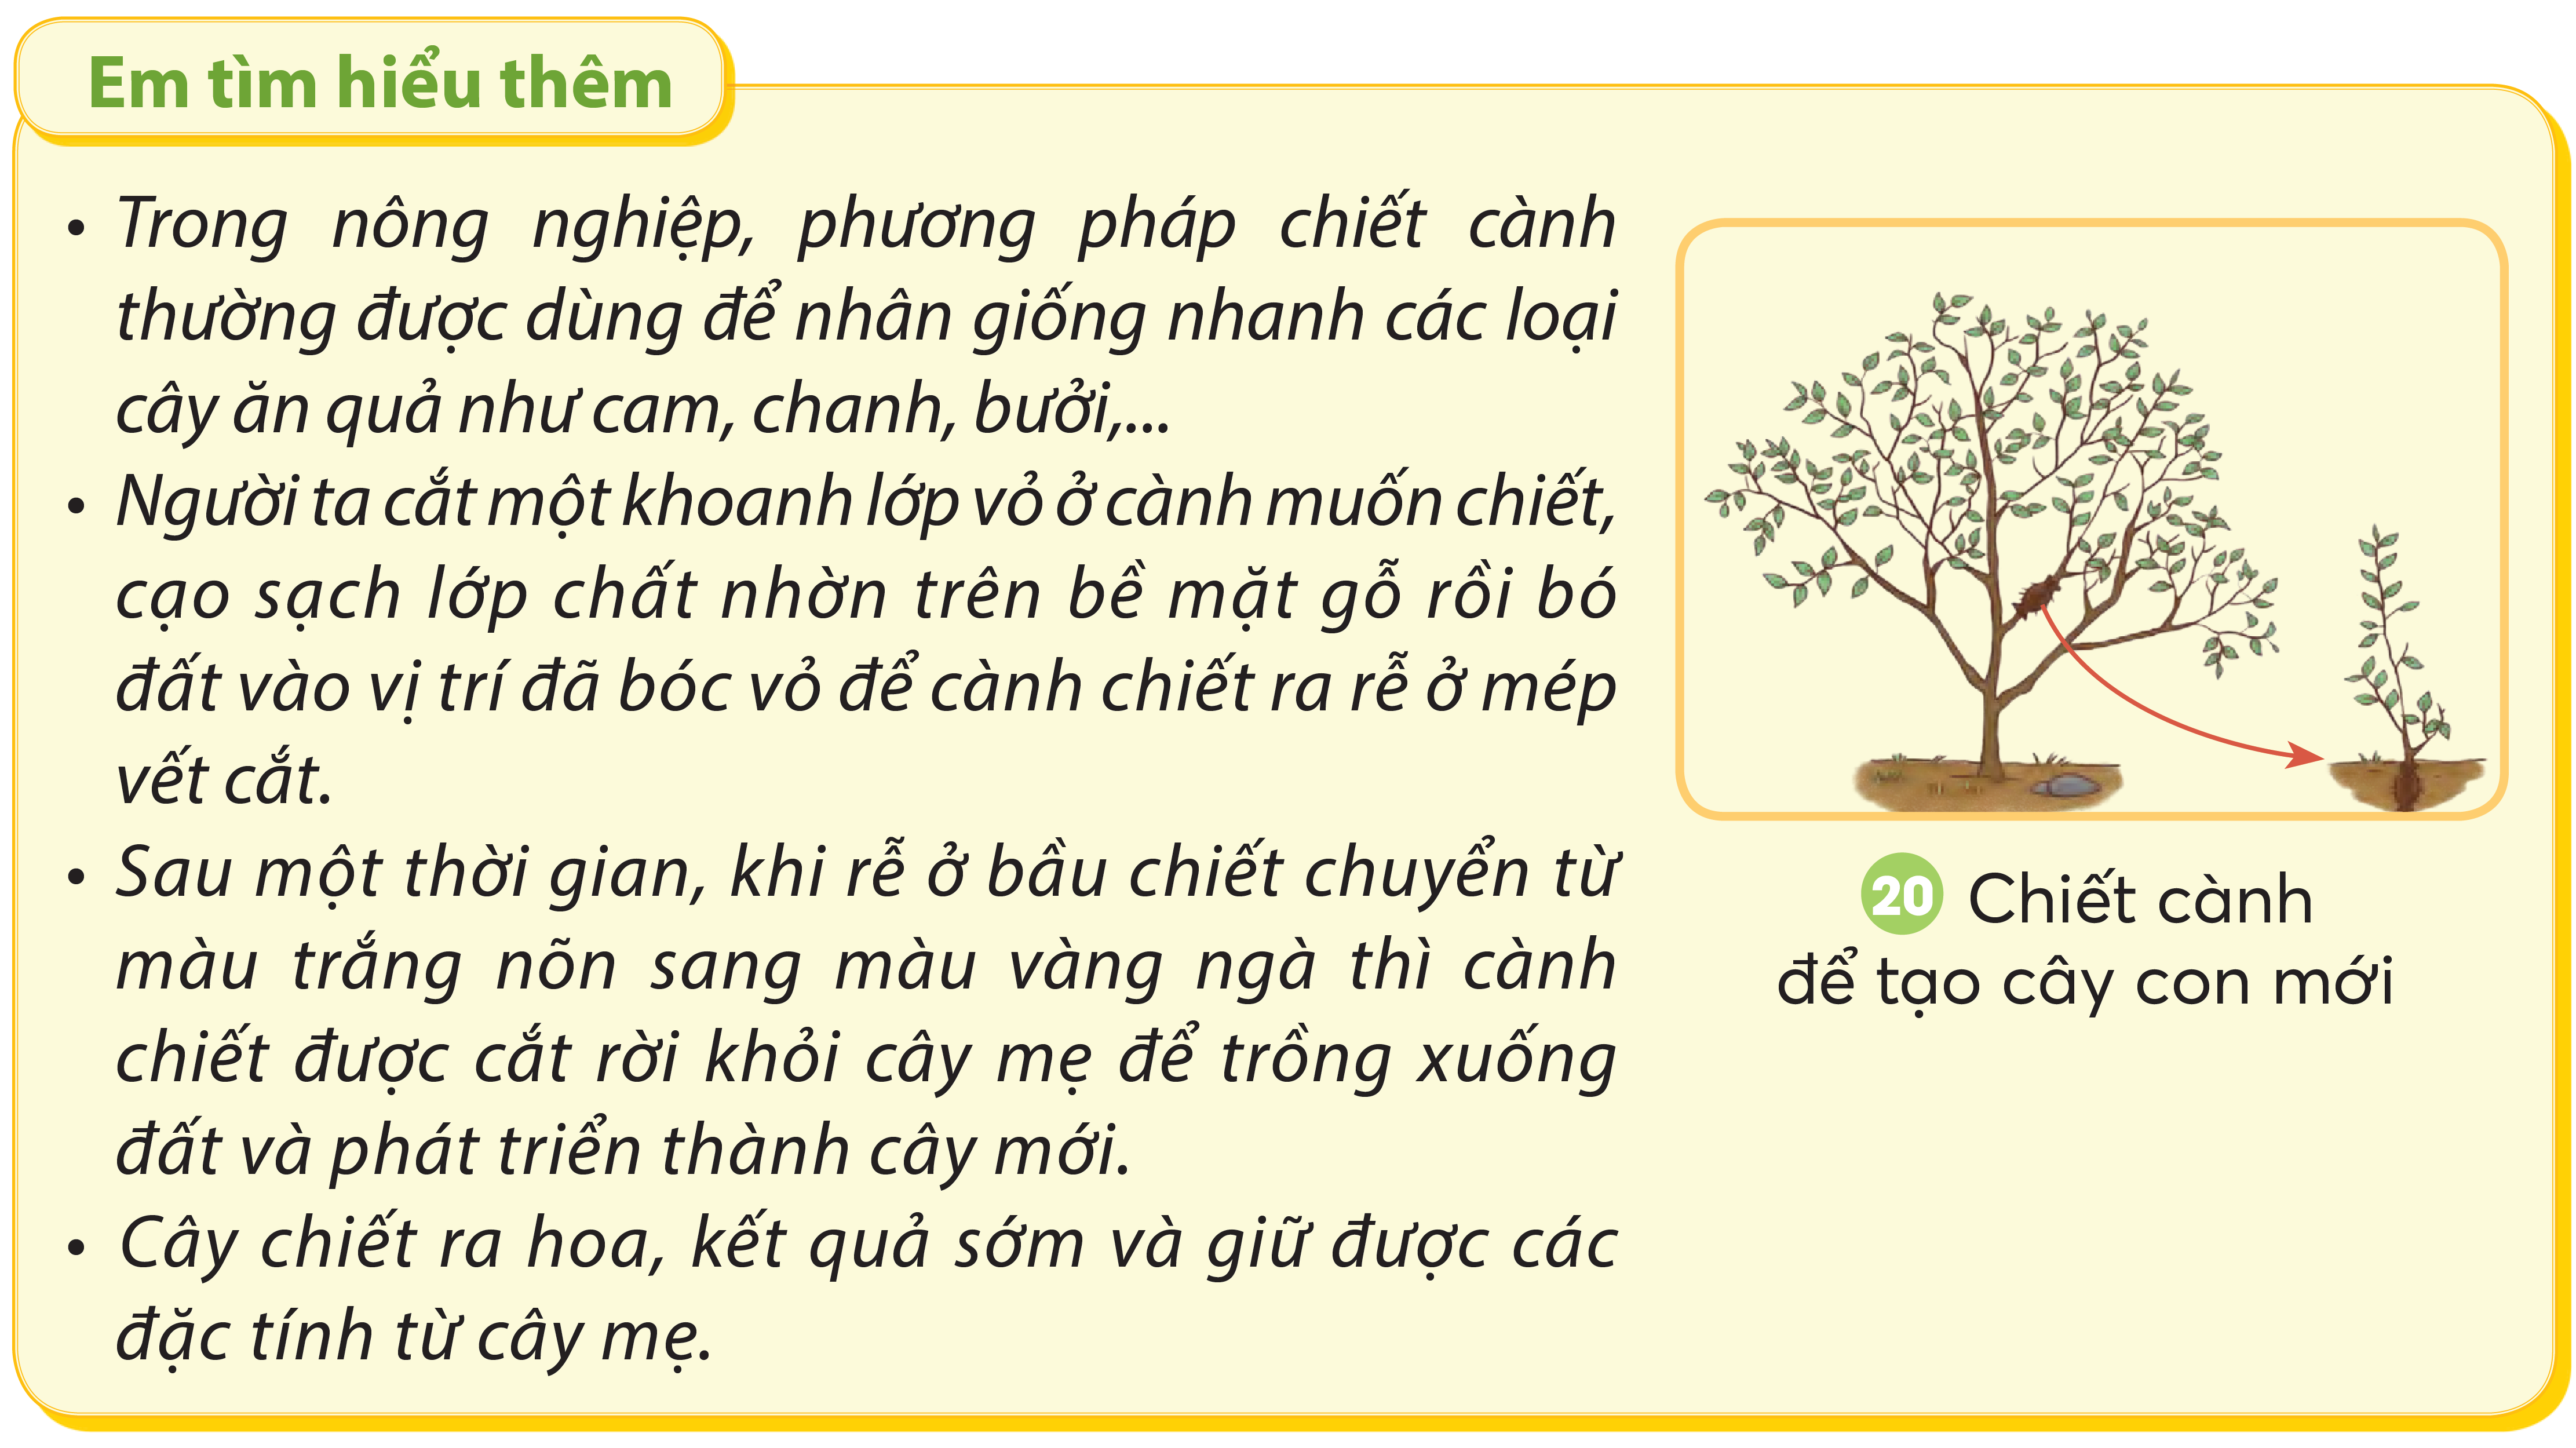 Em tìm hiểu thêm
• Trong nông nghiệp, phương pháp chiết cành
thường được dùng để nhân giống nhanh các loại
cây ăn quả như cam, chanh, bưởi,...
• Người ta cắt một khoanh lớp vỏ ở cành muốn chiết,
cạo sạch lớp chất nhờn trên bề mặt gỗ rồi bó
đất vào vị trí đã bóc vỏ để cành chiết ra rễ ở mép
vết cắt.
• Sau một thời gian, khi rễ ở bầu chiết chuyển từ
màu trắng nõn sang màu vàng ngà thì cành
chiết được cắt rời khỏi cây mẹ để trồng xuống
đất và phát triển thành cây mới.
• Cây chiết ra hoa, kết quả sớm và giữ được các
đặc tính từ cây mẹ.
20 Chiết cành
để tạo cây con mới